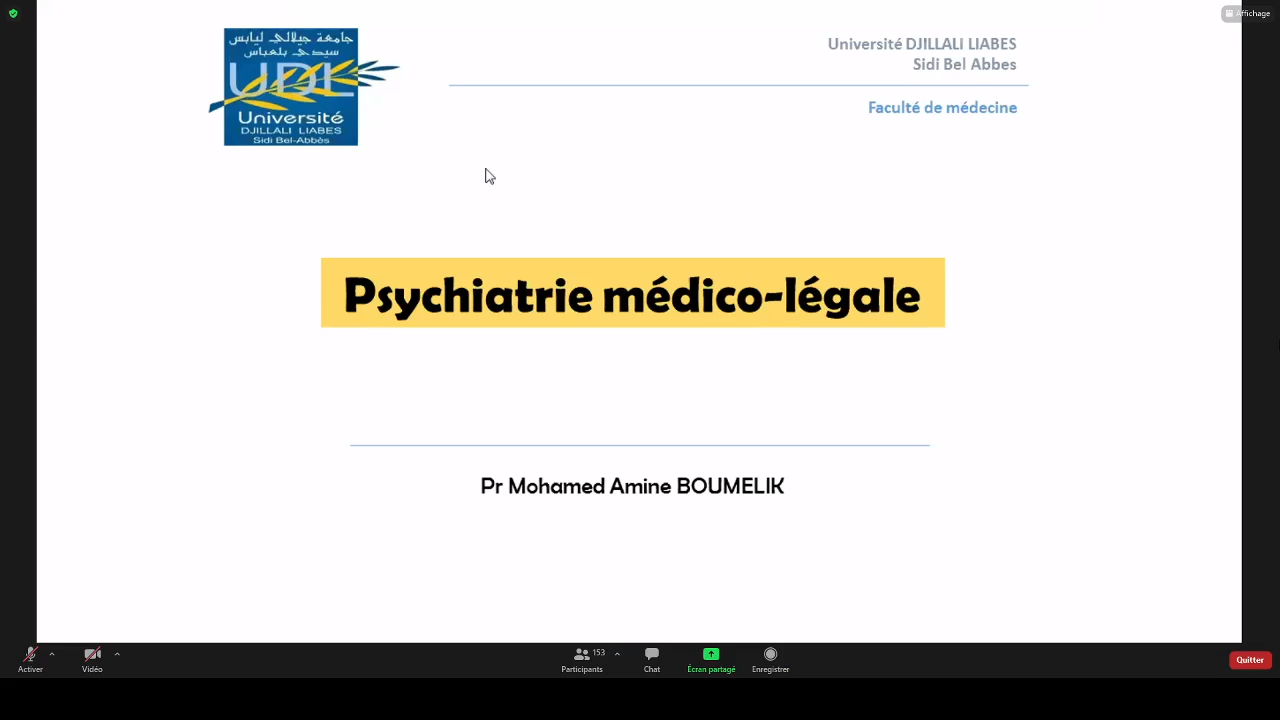 Affichage
جامعة جيلالي ليابس
سيدي بلعباس
UDL
Université
DJILLALI LIABES
Sidi Bel-Abbès
Université DJILLALI LIABES
Sidi Bel Abbes
Faculté de médecine
Psychiatrie médico-légale
Pr Mohamed Amine BOUMELIK
Activer
Vidéo
153
Participants
Chat
Écran partagé
Enregistrer
Quitter